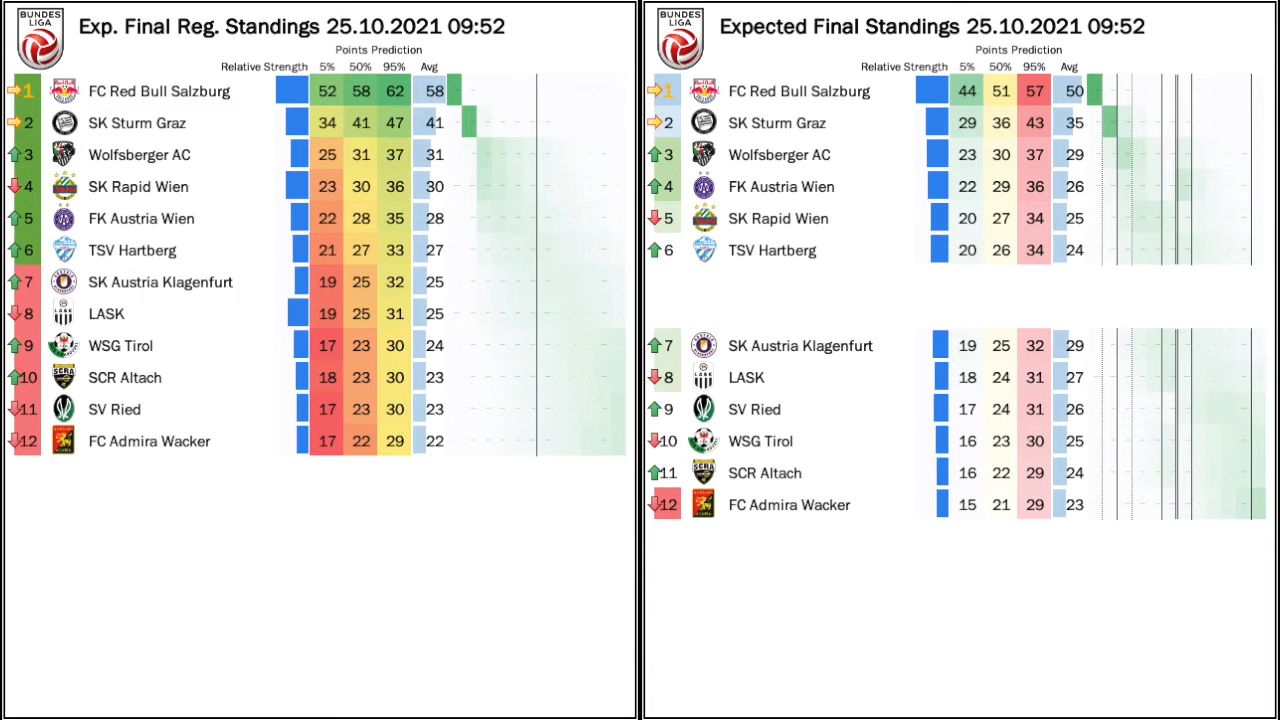 BUNDES LIGA
Exp. Final Reg. Standings 25.10.2021 09:52
Points Prediction
Relative Strength 5% 50% 95% Avg
1 FC Red Bull Salzburg 52 58 62 58
2 SK Sturm Graz 34 41 47 41
3 Wolfsberger AC 25 31 37 31
4 SK Rapid Wien 23 30 36 30
5 FK Austria Wien 22 28 35 28
6 TSV Hartberg 21 27 33 27
7 SK Austria Klagenfurt 19 25 32 25
8 LASK 19 25 31 25
9 WSG Tirol 17 23 30 24
10 SCR Altach 18 23 30 23
11 SV Ried 17 23 30 23
12 FC Admira Wacker 17 22 29 22
BUNDES LIGA
Expected Final Standings 25.10.2021 09:52
Points Prediction
Relative Strength 5% 50% 95% Avg
1 FC Red Bull Salzburg 44 51 57 50
2 SK Sturm Graz 29 36 43 35
3 Wolfsberger AC 23 30 37 29
4 FK Austria Wien 22 29 36 26
5 SK Rapid Wien 20 27 34 25
6 TSV Hartberg 20 26 34 24
7 SK Austria Klagenfurt 19 25 32 29
8 LASK 18 24 31 27
9 SV Ried 17 24 31 26
10 WSG Tirol 16 23 30 25
11 SCR Altach 16 22 29 24
12 FC Admira Wacker 15 21 29 23